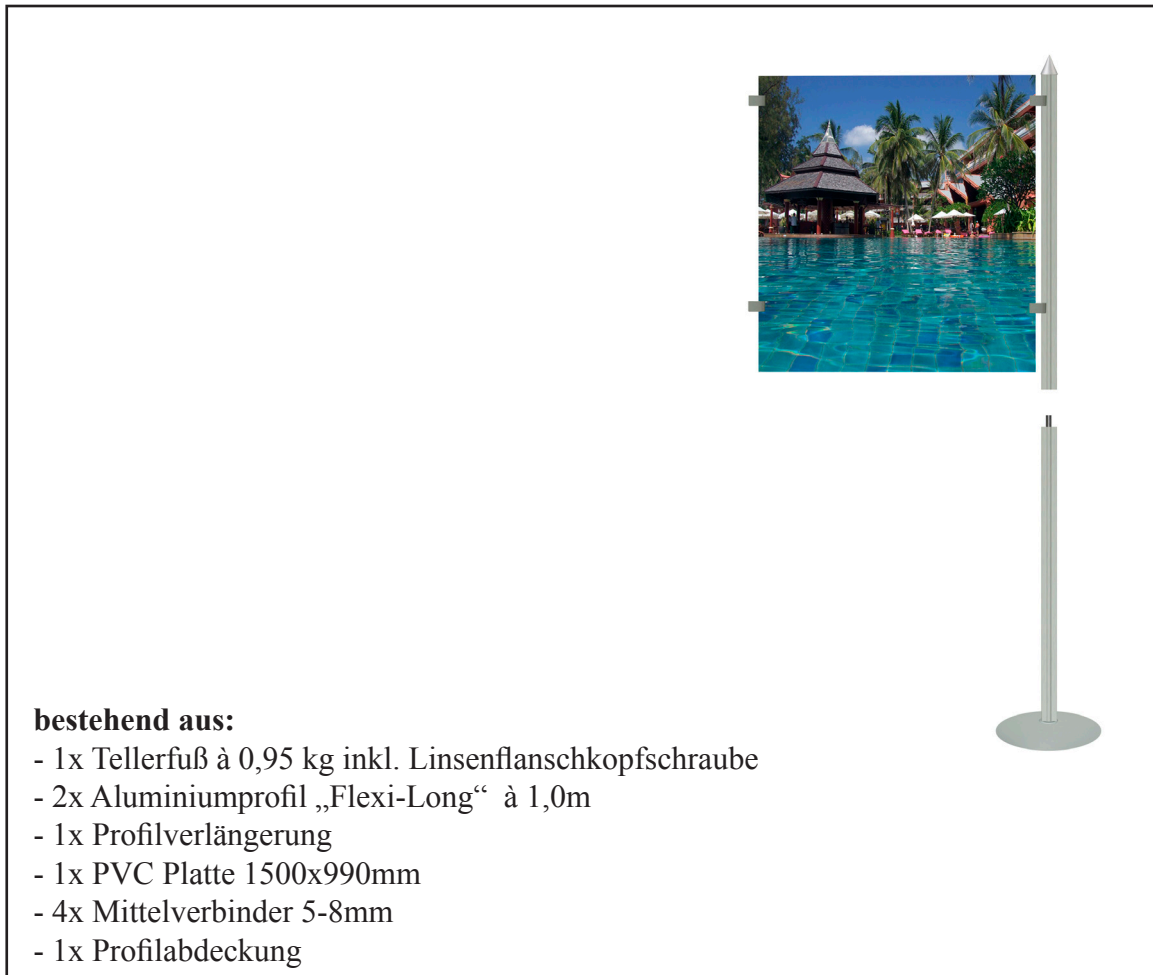 bestehend aus:
- 1x Tellerfuß à 0,95 kg inkl. Linsenflanschkopfschraube
- 2x Aluminiumprofil „Flexi-Long“ à 1,0m
- 1x Profilverlängerung
- 1x PVC Platte 1500x990mm
- 4x Mittelverbinder 5-8mm
- 1x Profilabdeckung